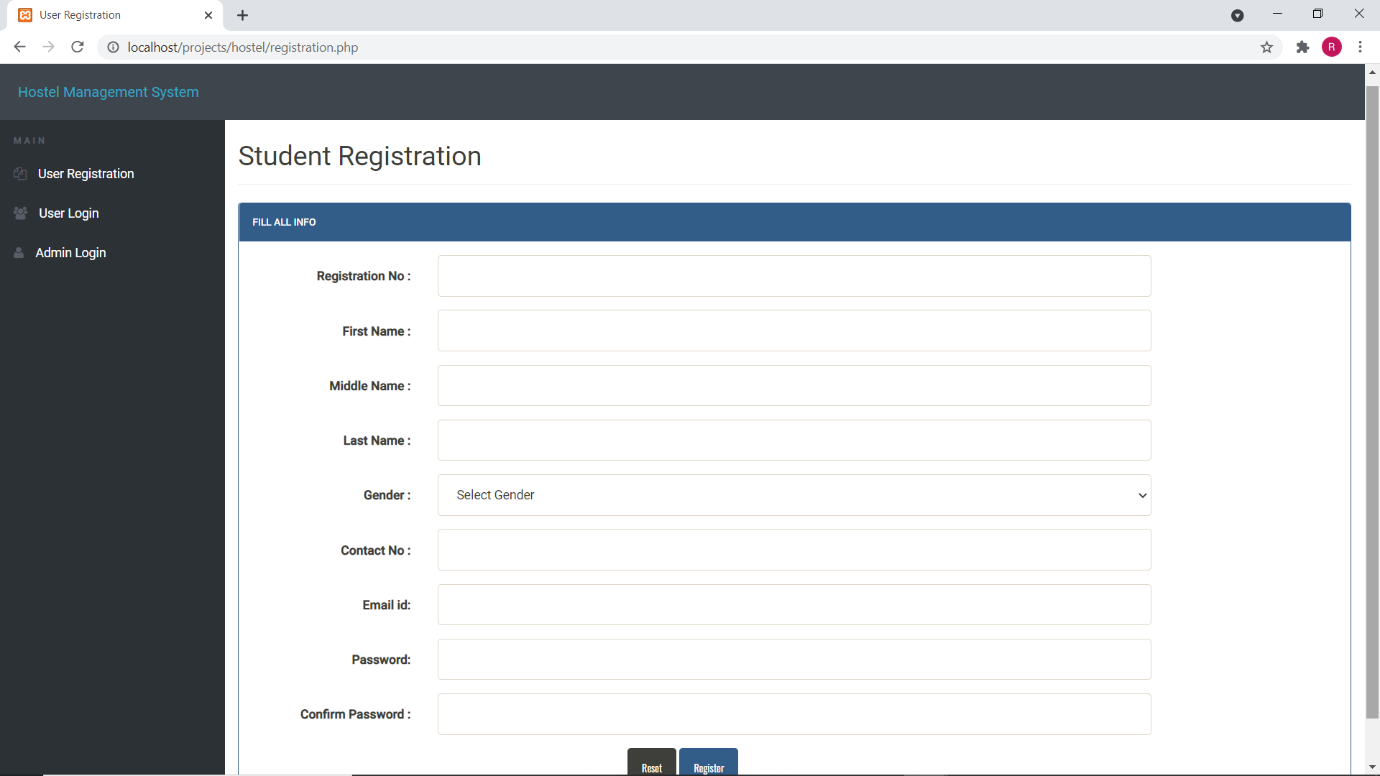 User Registration
localhost/projects/hostel/registration.php
R
Hostel Management System
MAIN
User Registration
User Login
Admin Login
Student Registration
FILL ALL INFO
Registration No :
First Name :
Middle Name :
Last Name :
Gender : Select Gender
Contact No :
Email id:
Password:
Confirm Password :
Reset Register